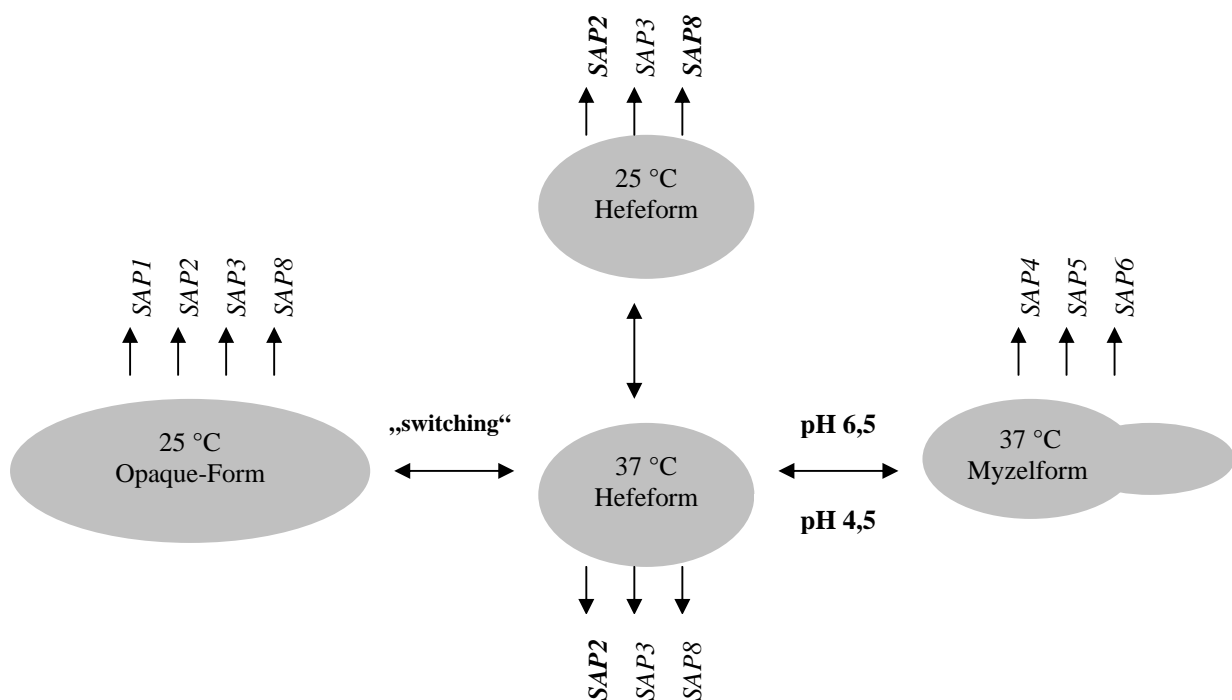 SAP2
SAP3
SAP8
25 °C
Hefeform
SAP1
SAP2
SAP3
SAP8
SAP4
SAP5
SAP6
25 °C
Opaque-Form
„switching“
37 °C
Hefeform
pH 6,5
pH 4,5
37 °C
Myzelform
SAP2
SAP3
SAP8